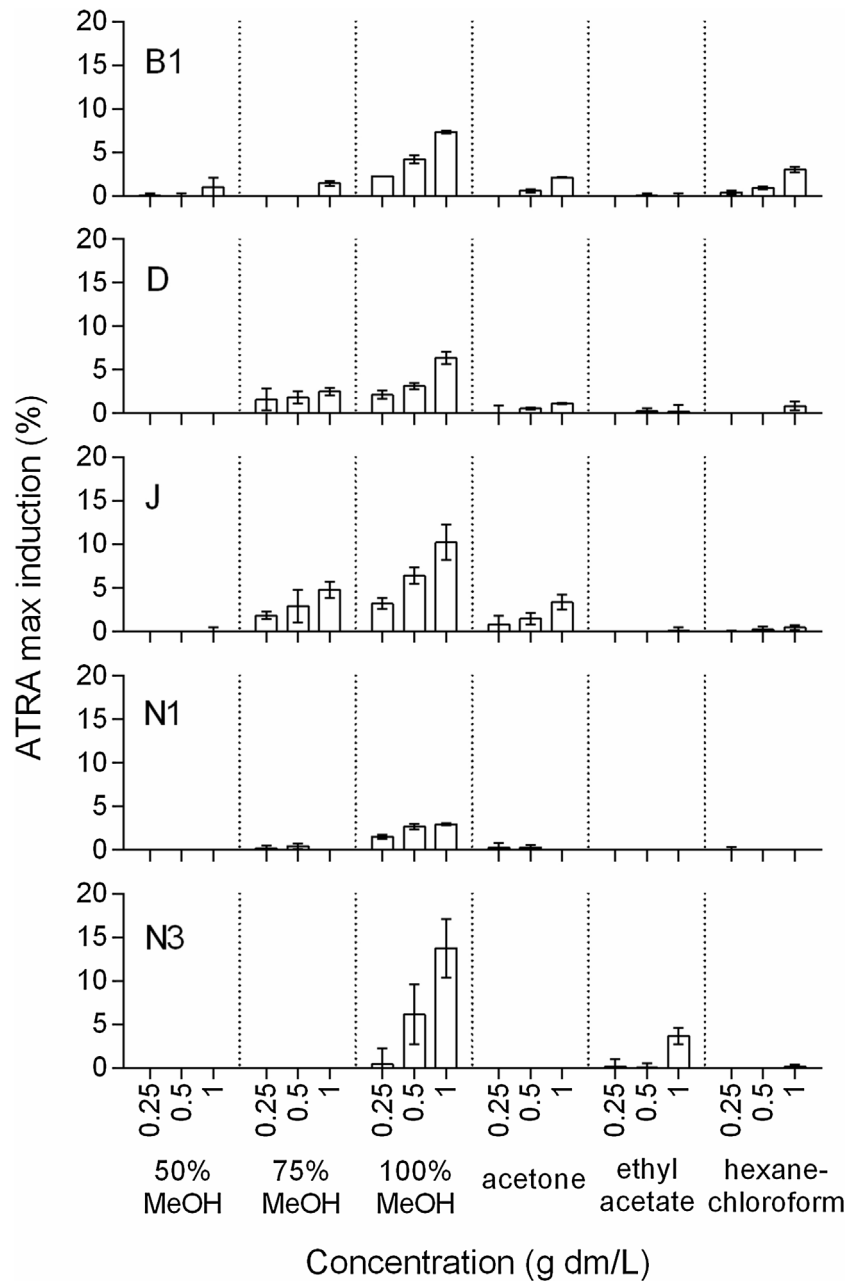 ATRA max induction (%)
20
15
10
5
0
B1
20
15
10
5
0
D
20
15
10
5
0
J
20
15
10
5
0
N1
20
15
10
5
0
N3
0.25 0.5 1 0.25 0.5 1 0.25 0.5 1 0.25 0.5 1 0.25 0.5 1 0.25 0.5 1
50% 75% 100% acetone ethyl hexane-
MeOH MeOH MeOH acetate chloroform
Concentration (g dm/L)